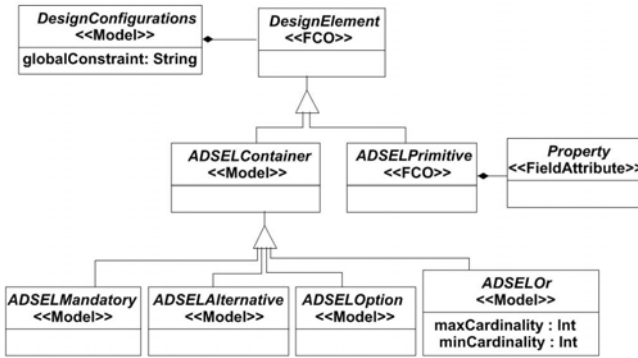 DesignConfigurations
<<Model>>
globalConstraint: String
DesignElement
<<FCO>>
ADSELContainer
<<Model>>
ADSELPrimitive
<<FCO>>
Property
<<FieldAttribute>>
ADSELMandatory
<<Model>>
ADSELAlternative
<<Model>>
ADSELOption
<<Model>>
ADSELOr
<<Model>>
maxCardinality : Int
minCardinality : Int